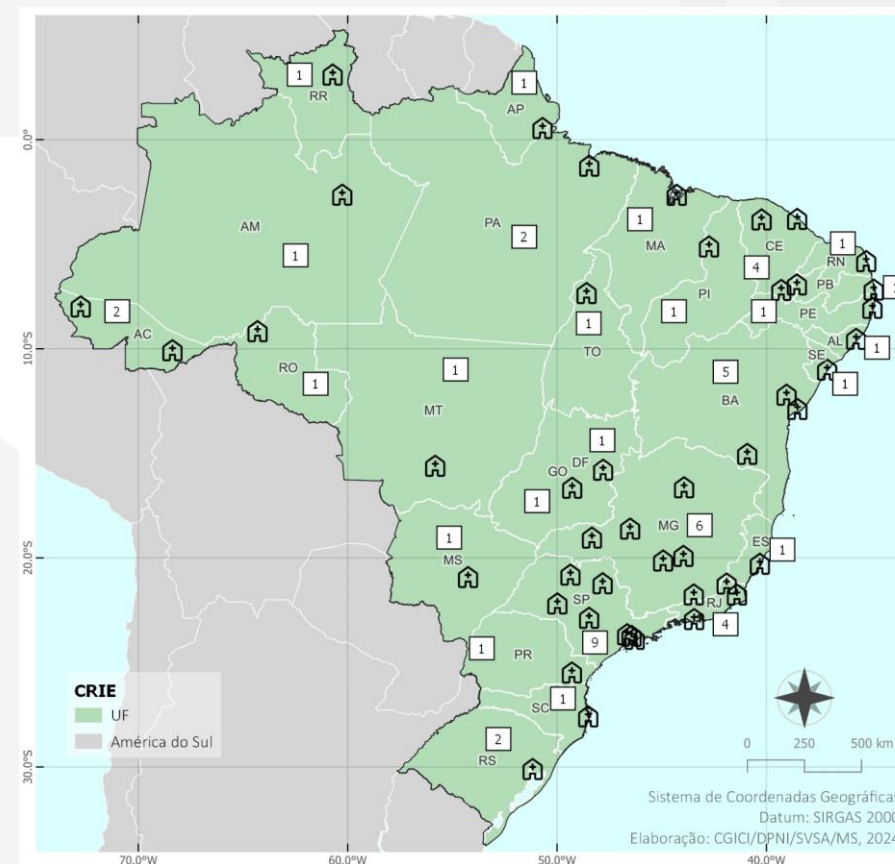 1
RR
1
AP
0.0°
AM
1
PA
2
1
MA
CE
4
1
RN
PB
PI
1
1
PE
2
AC
1
TO
AL
1
SE
1
10.0°S
RO
1
1
MT
5
BA
1
DF
GO
1
MG
6
ES
1
1
MS
20.0°S
SP
RJ
4
9
1
PR
1
SC
2
RS
30.0°S
CRIE
UF
América do Sul
0 250 500 km
Sistema de Coordenadas Geográficas
Datum: SIRGAS 2000
Elaboração: CGICI/DPNI/SVSA/MS, 2024
70.0°W 60.0°W 50.0°W 40.0°W